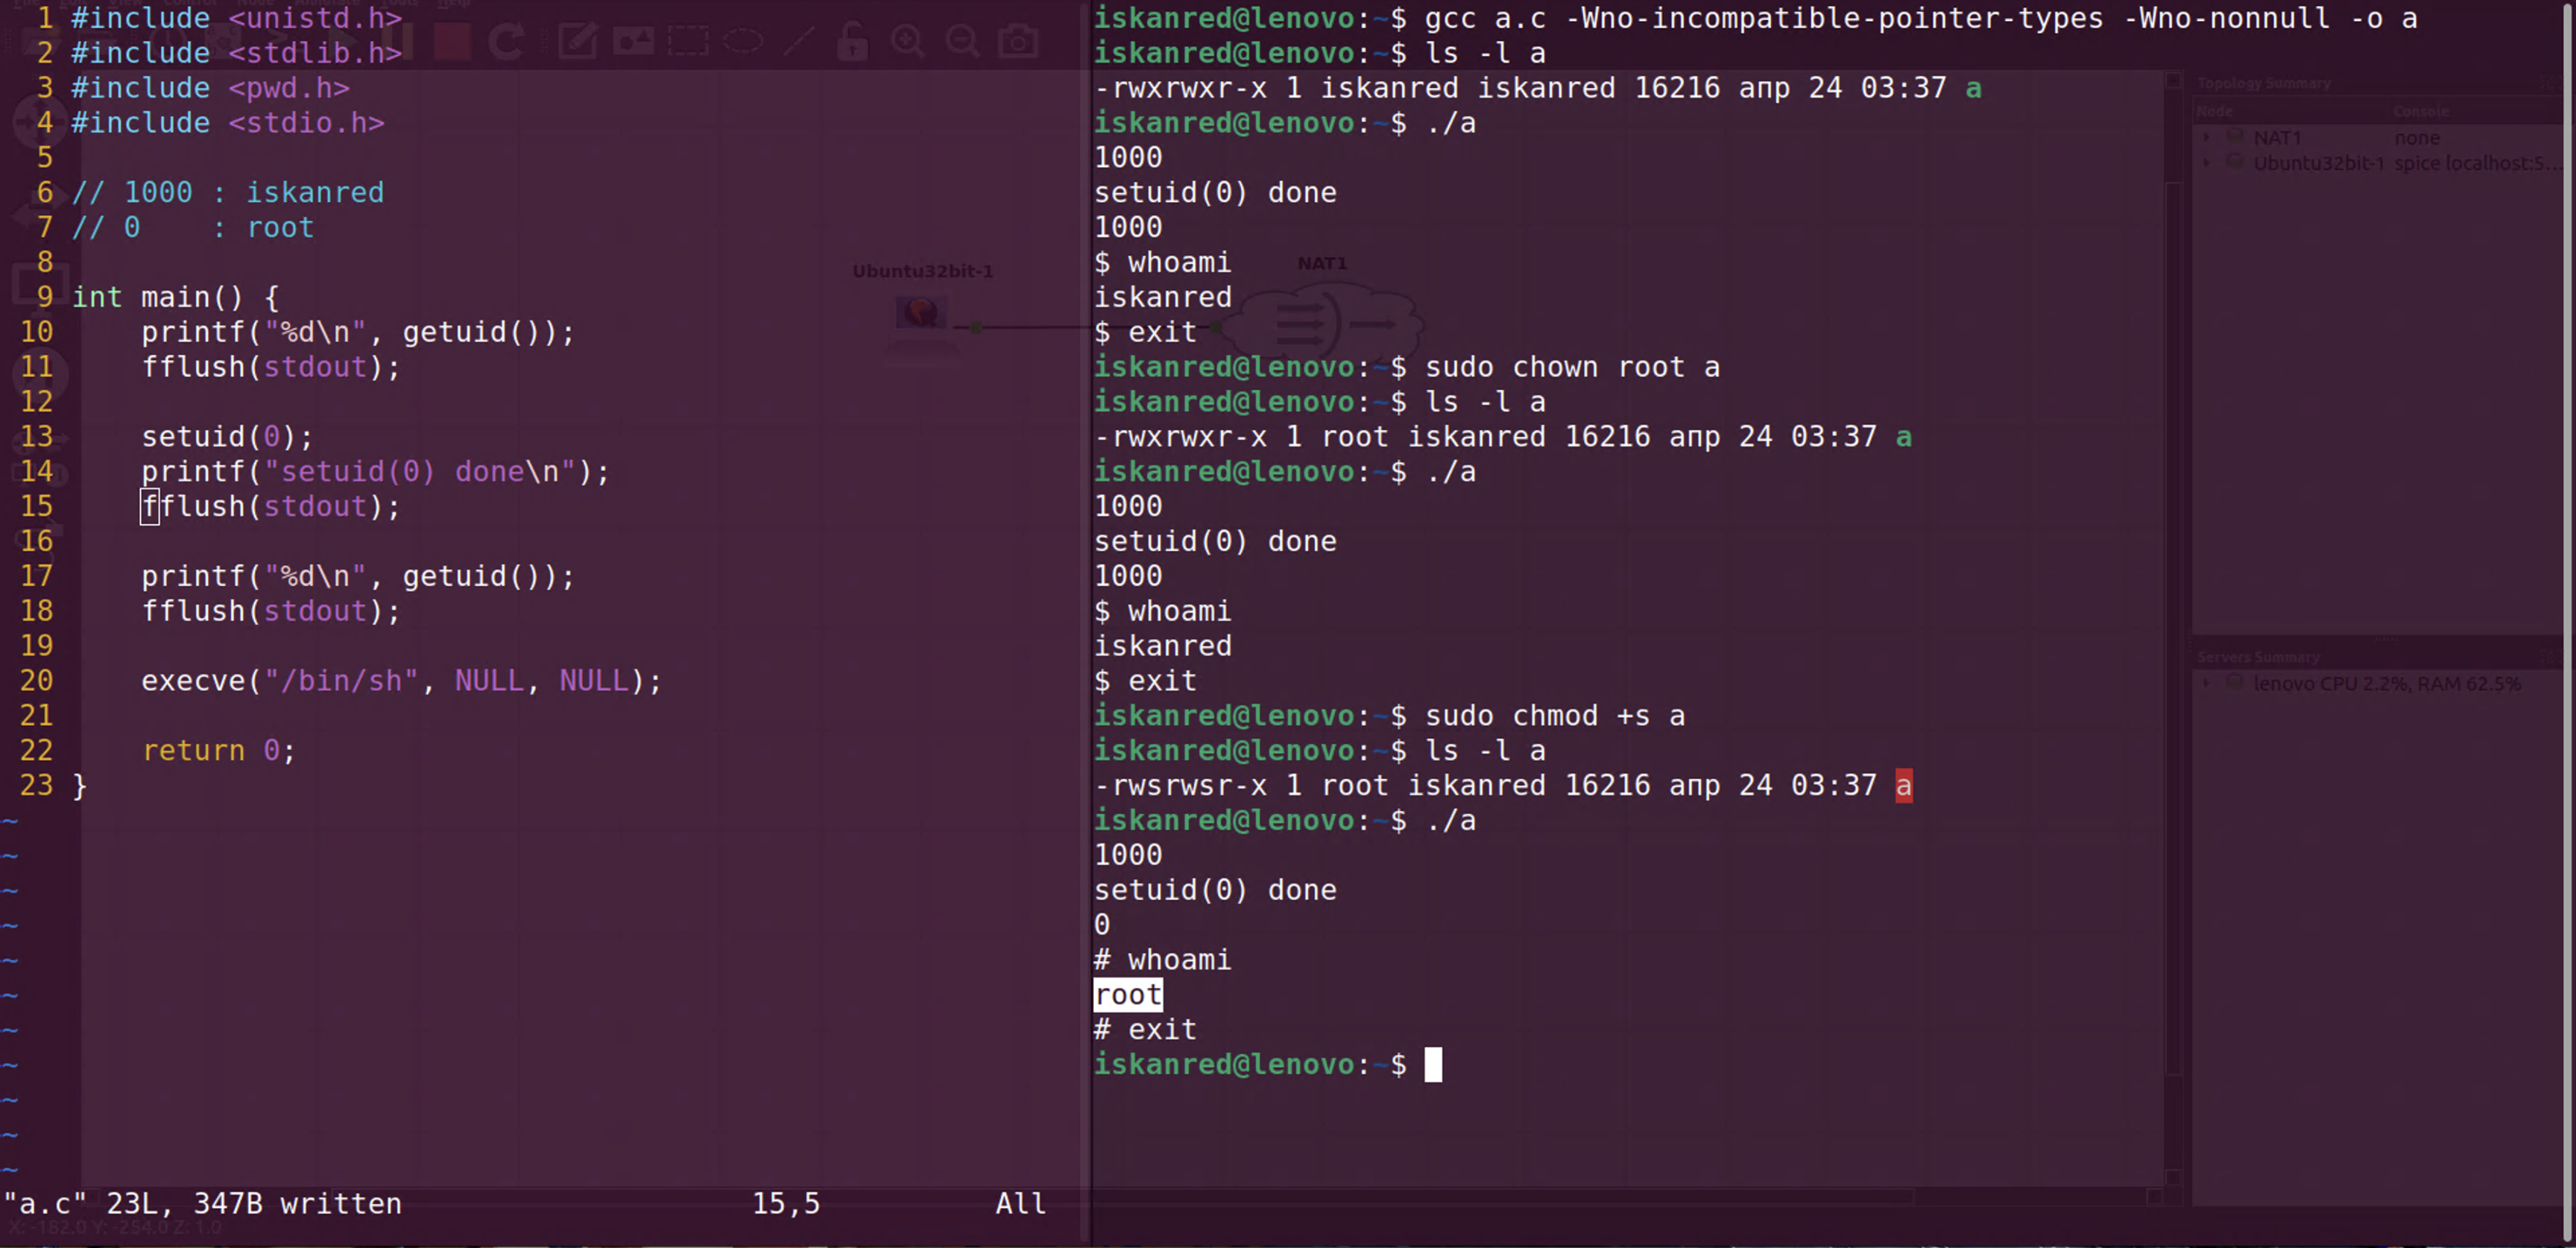 1 #include <unistd.h>
2 #include <stdlib.h>
3 #include <pwd.h>
4 #include <stdio.h>
5
6 // 1000 : iskanred
7 // 0    : root
8
9 int main() {
10     printf("%d\n", getuid());
11     fflush(stdout);
12
13     setuid(0);
14     printf("setuid(0) done\n");
15     fflush(stdout);
16
17     printf("%d\n", getuid());
18     fflush(stdout);
19
20     execve("/bin/sh", NULL, NULL);
21
22     return 0;
23 }
~
~
~
~
~
~
~
~
~
~
~
"a.c" 23L, 347B written 15,5 All
X: -182.0 Y: -254.0 Z: 1.0
Ubuntu32bit-1
NAT1
iskanred@lenovo:~$ gcc a.c -Wno-incompatible-pointer-types -Wno-nonnull -o a
iskanred@lenovo:~$ ls -l a
-rwxrwxr-x 1 iskanred iskanred 16216 апр 24 03:37 a
iskanred@lenovo:~$ ./a
1000
setuid(0) done
1000
$ whoami
iskanred
$ exit
iskanred@lenovo:~$ sudo chown root a
iskanred@lenovo:~$ ls -l a
-rwxrwxr-x 1 root iskanred 16216 апр 24 03:37 a
iskanred@lenovo:~$ ./a
1000
setuid(0) done
1000
$ whoami
iskanred
$ exit
iskanred@lenovo:~$ sudo chmod +s a
iskanred@lenovo:~$ ls -l a
-rwsrwsr-x 1 root iskanred 16216 апр 24 03:37 a
iskanred@lenovo:~$ ./a
1000
setuid(0) done
0
# whoami
root
# exit
iskanred@lenovo:~$
Topology Summary
Node Console
NAT1 none
Ubuntu32bit-1 spice localhost:5...
Servers Summary
lenovo CPU 2.2%, RAM 62.5%